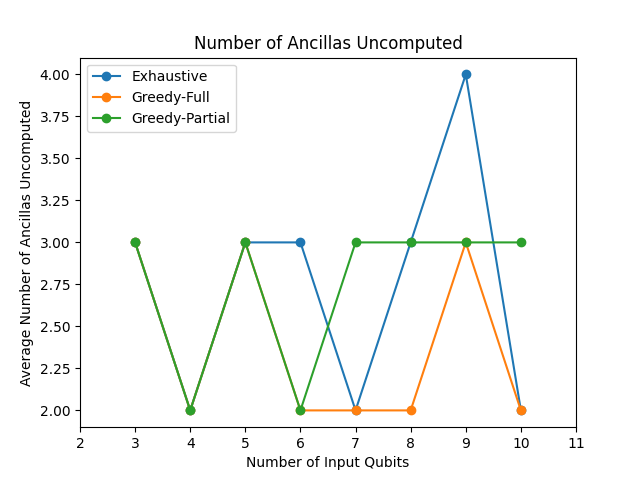 Number of Ancillas Uncomputed
Exhaustive
Greedy-Full
Greedy-Partial
Average Number of Ancillas Uncomputed
4.00
3.75
3.50
3.25
3.00
2.75
2.50
2.25
2.00
2 3 4 5 6 7 8 9 10 11
Number of Input Qubits